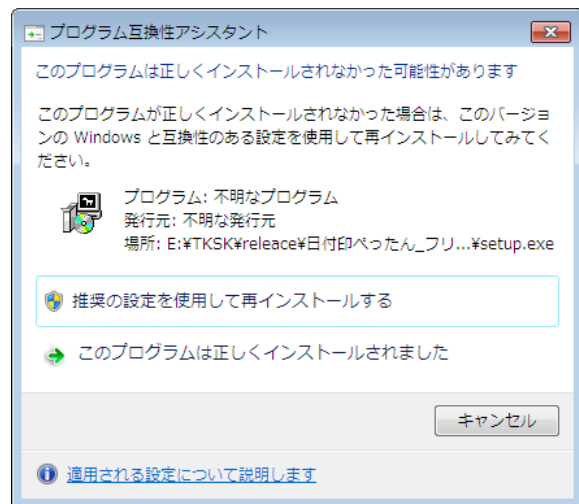 プログラム互換性アシスタント
このプログラムは正しくインストールされなかった可能性があります
このプログラムが正しくインストールされなかった場合は、このバージョ
ンの Windows と互換性のある設定を使用して再インストールしてみてく
ださい。
プログラム: 不明なプログラム
発行元: 不明な発行元
場所: E:¥TKSK¥releace¥日付印ぺったん_フリ...¥setup.exe
推奨の設定を使用して再インストールする
このプログラムは正しくインストールされました
キャンセル
適用される設定について説明します